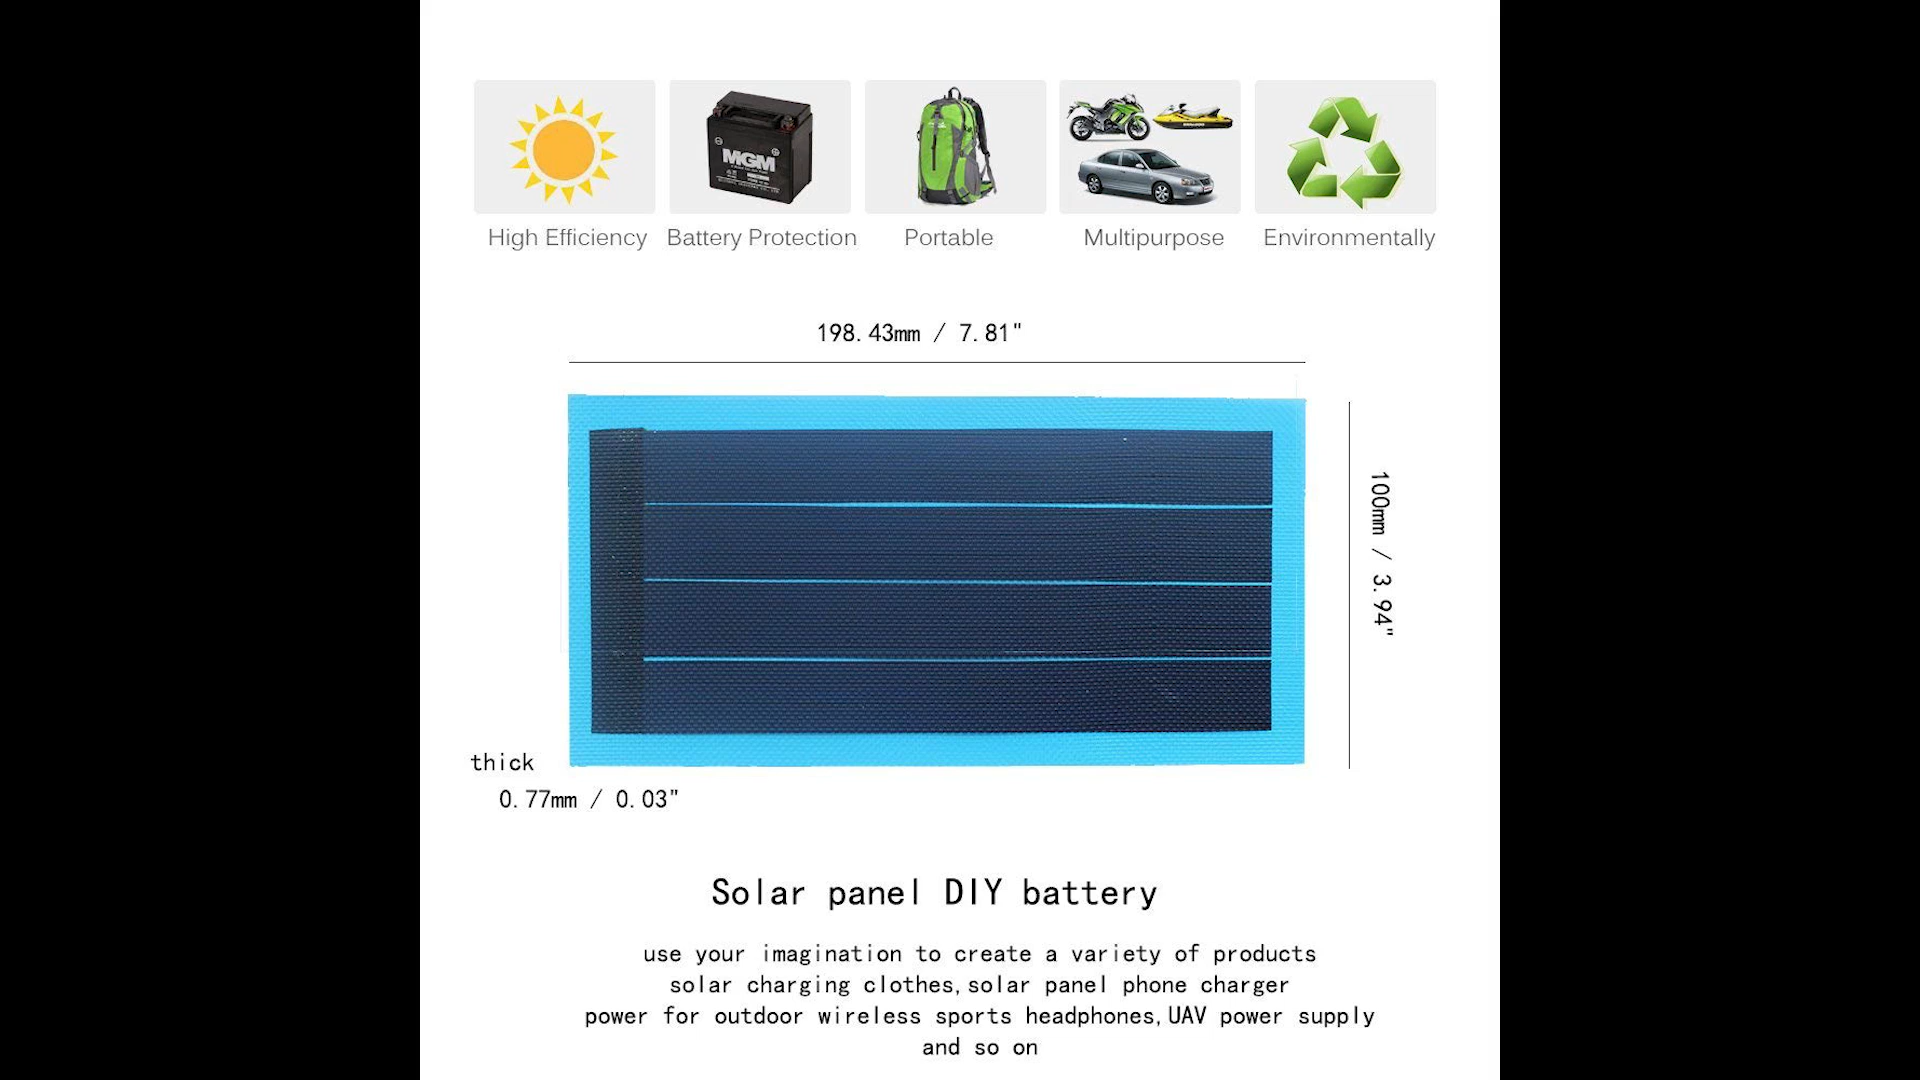 MGM
High Efficiency
Battery Protection
Portable
Multipurpose
Environmentally
198.43mm / 7.81"
100mm / 3.94"
thick
0.77mm / 0.03"
Solar panel DIY battery
use your imagination to create a variety of products
solar charging clothes,solar panel phone charger
power for outdoor wireless sports headphones,UAV power supply
and so on